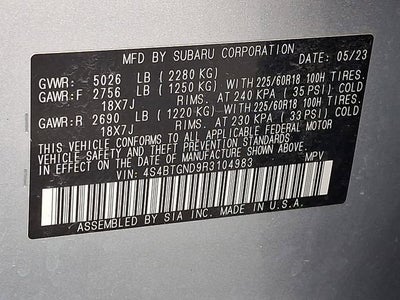 MFD BY SUBARU CORPORATION DATE: 05/23
GVWR: 5026 LB (2280 KG)
GAWR:F 2756 LB (1250 KG) WITH 225/60R18 100H TIRES.
18X7J RIMS. AT 240 KPA (35 PSI) COLD
GAWR:R 2690 LB (1220 KG) WITH 225/60R18 100H TIRES.
18X7J RIMS. AT 230 KPA (33 PSI) COLD
THIS VEHICLE CONFORMS TO ALL APPLICABLE FEDERAL MOTOR
VEHICLE SAFETY AND THEFT PREVENTION STANDARDS
IN EFFECT ON THE DATE OF MANUFACTURE SHOWN ABOVE.
VIN: 4S4BTGND9R3104983 MPV
ASSEMBLED BY SIA INC. MADE IN U.S.A.